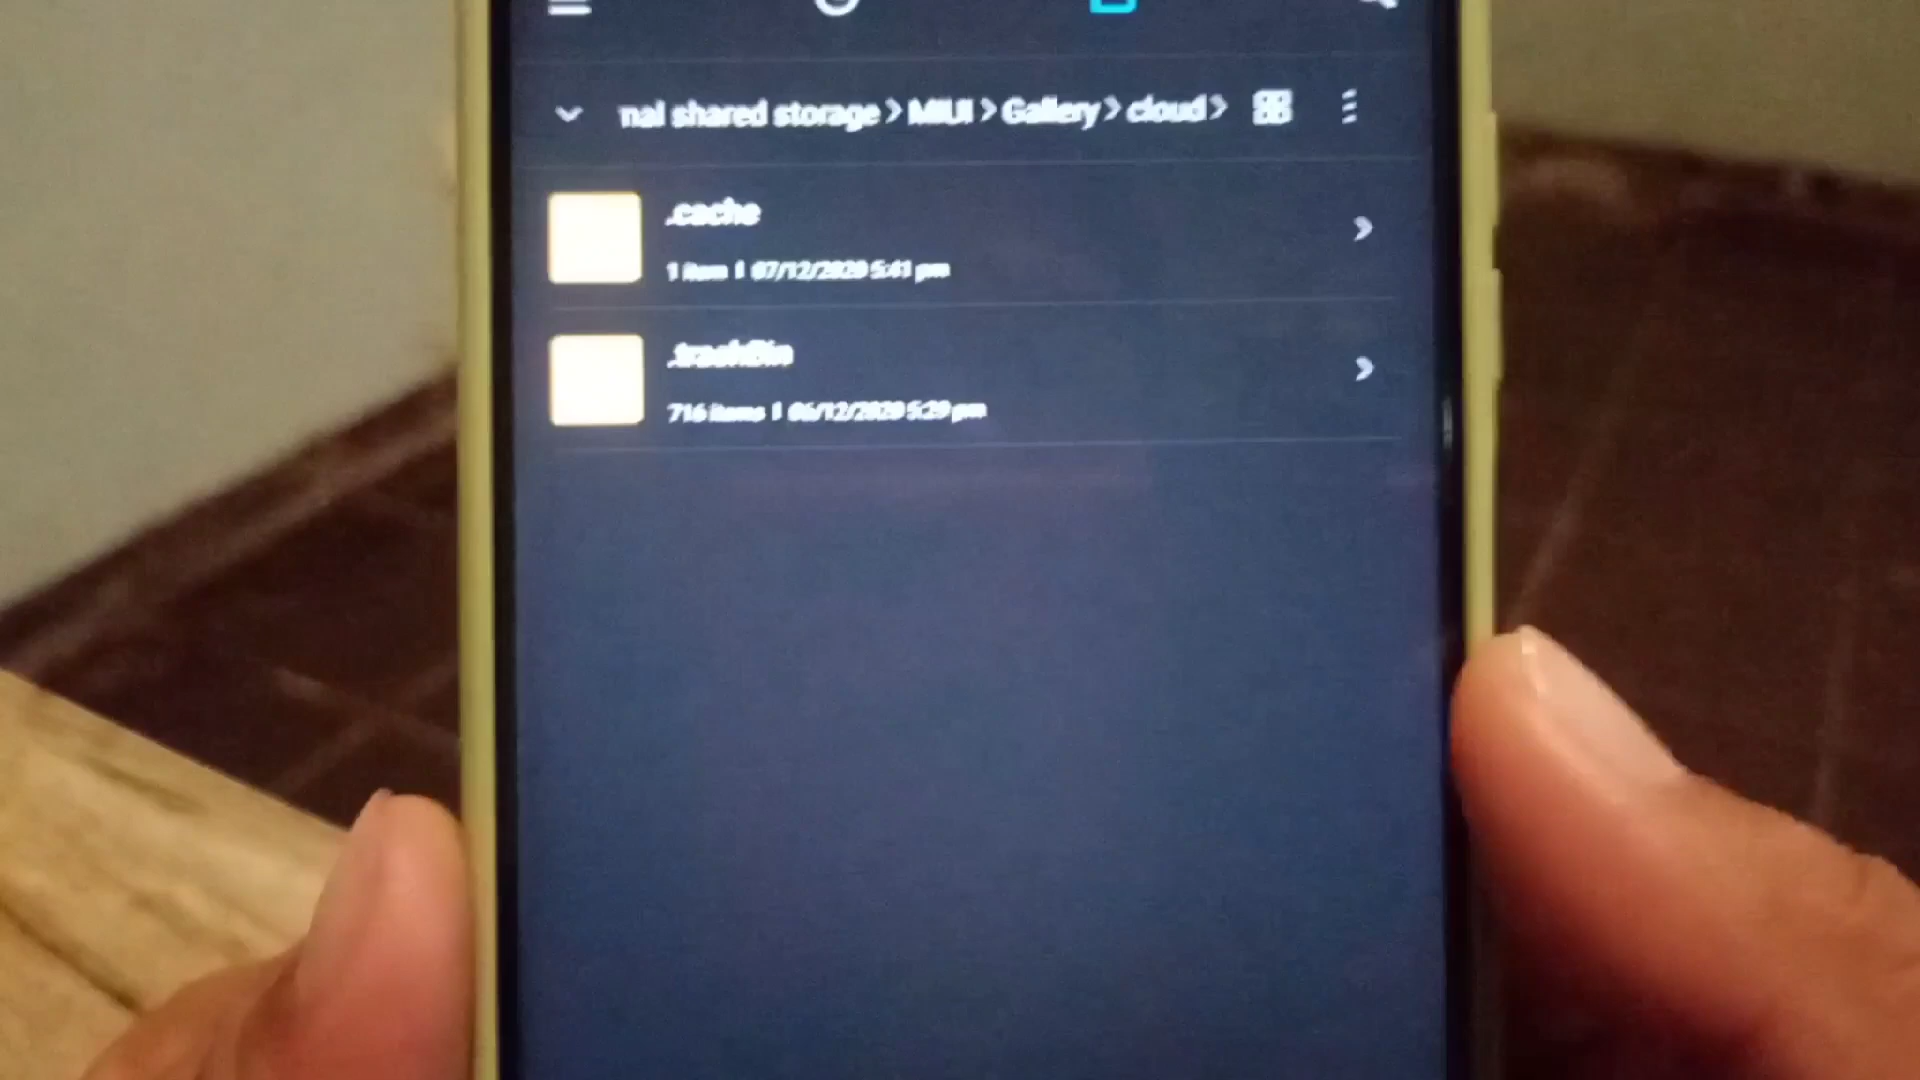 nal shared storage > MIUI > Gallery > cloud >
.cache
1 item | 07/12/2020 5:41 pm
.trashBin
716 items | 06/12/2020 5:29 pm